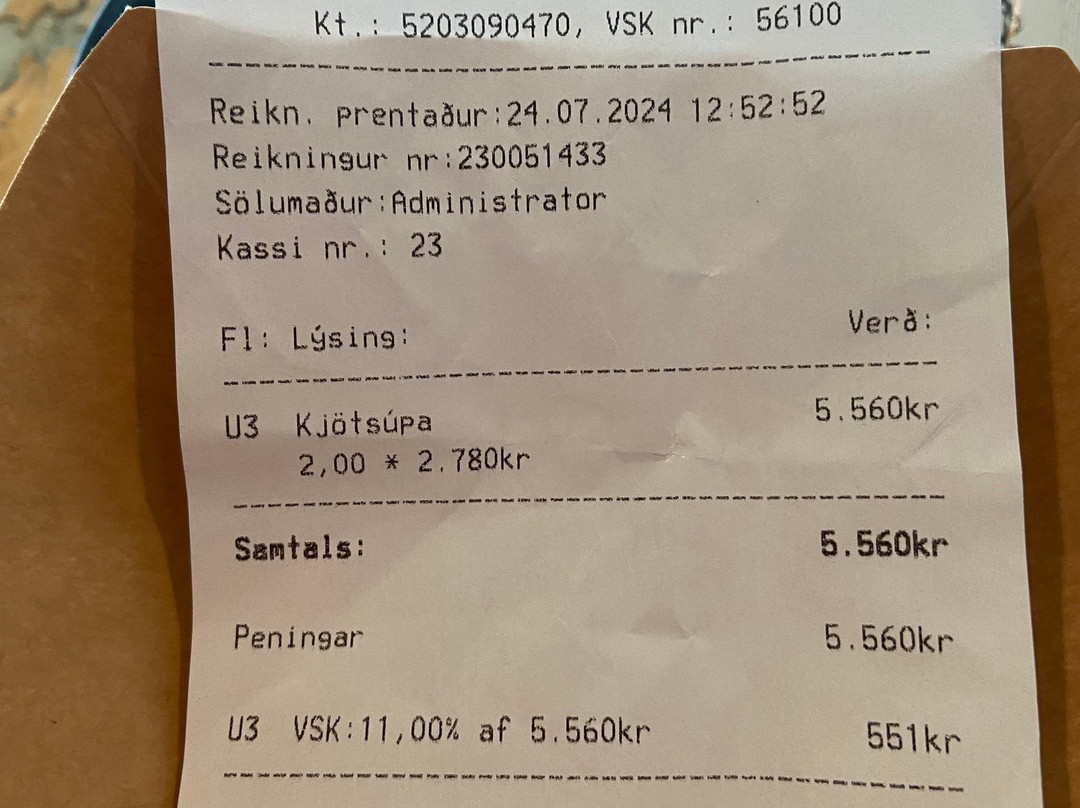 Kt.: 5203090470, VSK nr.: 56100
Reikn. prentaður:24.07.2024 12:52:52
Reikningur nr:230051433
Sölumaður:Administrator
Kassi nr.: 23
Fl: Lýsing: Verð:
U3 Kjötsúpa 5.560kr
2,00 * 2.780kr
Samtals: 5.560kr
Peningar 5.560kr
U3 VSK:11,00% af 5.560kr 551kr